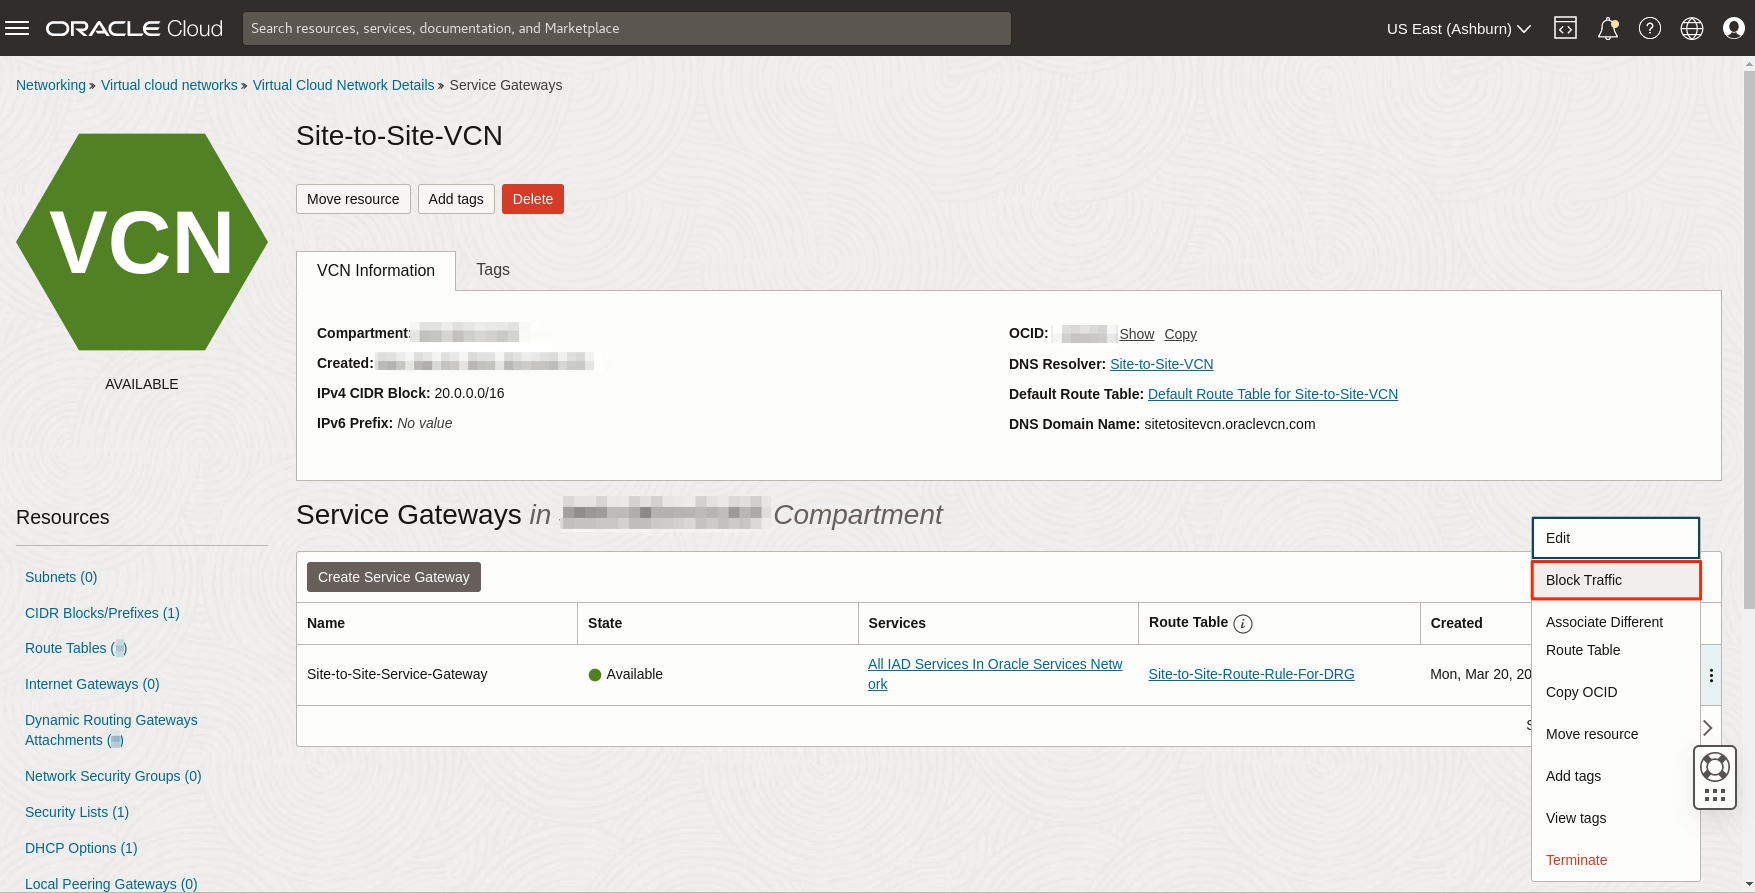 ORACLE Cloud
Search resources, services, documentation, and Marketplace
US East (Ashburn)
Networking » Virtual cloud networks » Virtual Cloud Network Details » Service Gateways
VCN
AVAILABLE
Site-to-Site-VCN
Move resource
Add tags
Delete
VCN Information
Tags
Compartment:
Created:
IPv4 CIDR Block: 20.0.0.0/16
IPv6 Prefix: No value
OCID: Show Copy
DNS Resolver: Site-to-Site-VCN
Default Route Table: Default Route Table for Site-to-Site-VCN
DNS Domain Name: sitetositevcn.oraclevcn.com
Resources
Subnets (0)
CIDR Blocks/Prefixes (1)
Route Tables ()
Internet Gateways (0)
Dynamic Routing Gateways
Attachments ()
Network Security Groups (0)
Security Lists (1)
DHCP Options (1)
Local Peering Gateways (0)
Service Gateways in Compartment
Create Service Gateway
Name
State
Services
Route Table
Created
Site-to-Site-Service-Gateway
Available
All IAD Services In Oracle Services Netw
ork
Site-to-Site-Route-Rule-For-DRG
Mon, Mar 20, 20
Edit
Block Traffic
Associate Different
Route Table
Copy OCID
Move resource
Add tags
View tags
Terminate